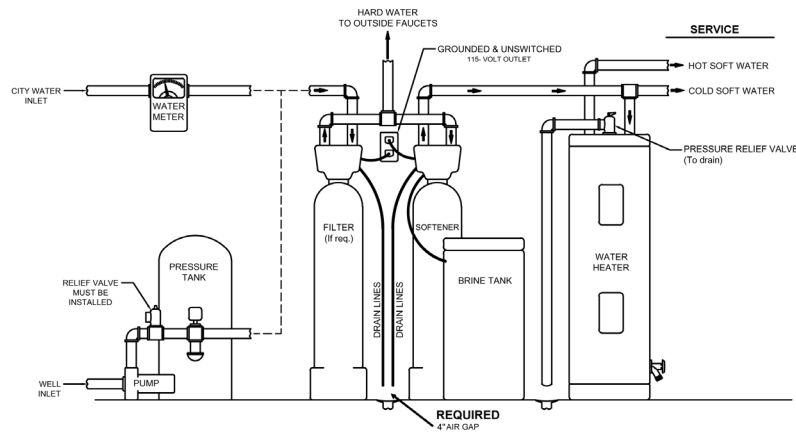 HARD WATER
TO OUTSIDE FAUCETS
SERVICE
GROUNDED & UNSWITCHED
115- VOLT OUTLET
HOT SOFT WATER
CITY WATER
INLET
WATER
METER
COLD SOFT WATER
PRESSURE RELIEF VALVE
(To drain)
FILTER
(If req.)
SOFTENER
PRESSURE
TANK
WATER
HEATER
RELIEF VALVE
MUST BE
INSTALLED
BRINE TANK
DRAIN LINES
DRAIN LINES
WELL
INLET
PUMP
REQUIRED
4" AIR GAP